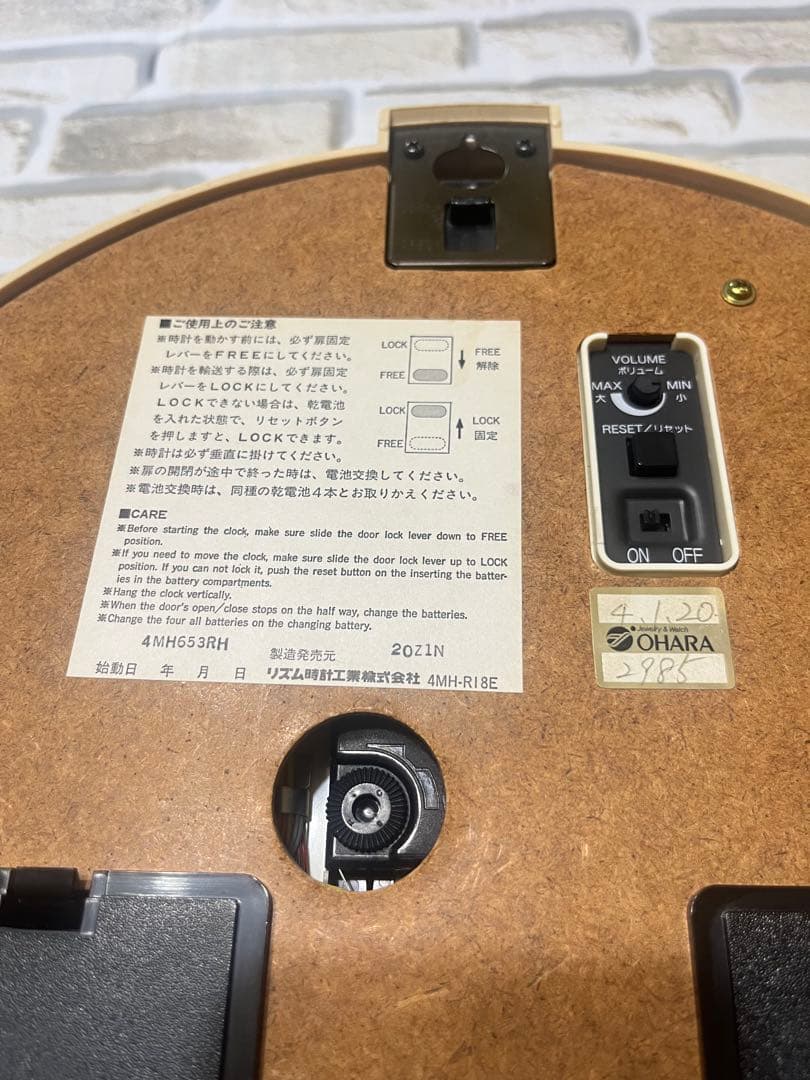 ■ご使用上のご注意
※時計を動かす前には、必ず扉固定
レバーをFREEにしてください。
※時計を輸送する際は、必ず扉固定
レバーをLOCKにしてください。
LOCKできない場合は、乾電池
を入れた状態で、リセットボタン
を押しますと、LOCKできます。
※時計は必ず垂直に掛けてください。
※扉の開閉が途中で終った時は、電池交換してください。
※電池交換時は、同種の乾電池4本とお取りかえください。
LOCK
FREE
FREE
解除
LOCK
FREE
LOCK
固定
■CARE
※Before starting the clock, make sure slide the door lock lever down to FREE
position.
※If you need to move the clock, make sure slide the door lock lever up to LOCK
position. If you can not lock it, push the reset button on the inserting the batter-
ies in the battery compartments.
※Hang the clock vertically.
※When the door's open/close stops on the half way, change the batteries.
※Change the four all batteries on the changing battery.
4MH653RH 製造発売元 20Z1N
始動日 年 月 日 リズム時計工業株式会社 4MH-R18E
VOLUME
ボリューム
MAX MIN
大 小
RESET/リセット
ON OFF
4.1.20
Jewelry & Watch
OHARA
2985